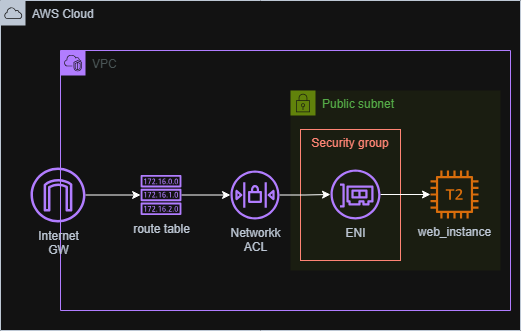 AWS Cloud
VPC
Public subnet
Security group
172.16.0.0
172.16.1.0
172.16.2.0
T2
Internet
GW
route table
Networkk
ACL
ENI
web_instance